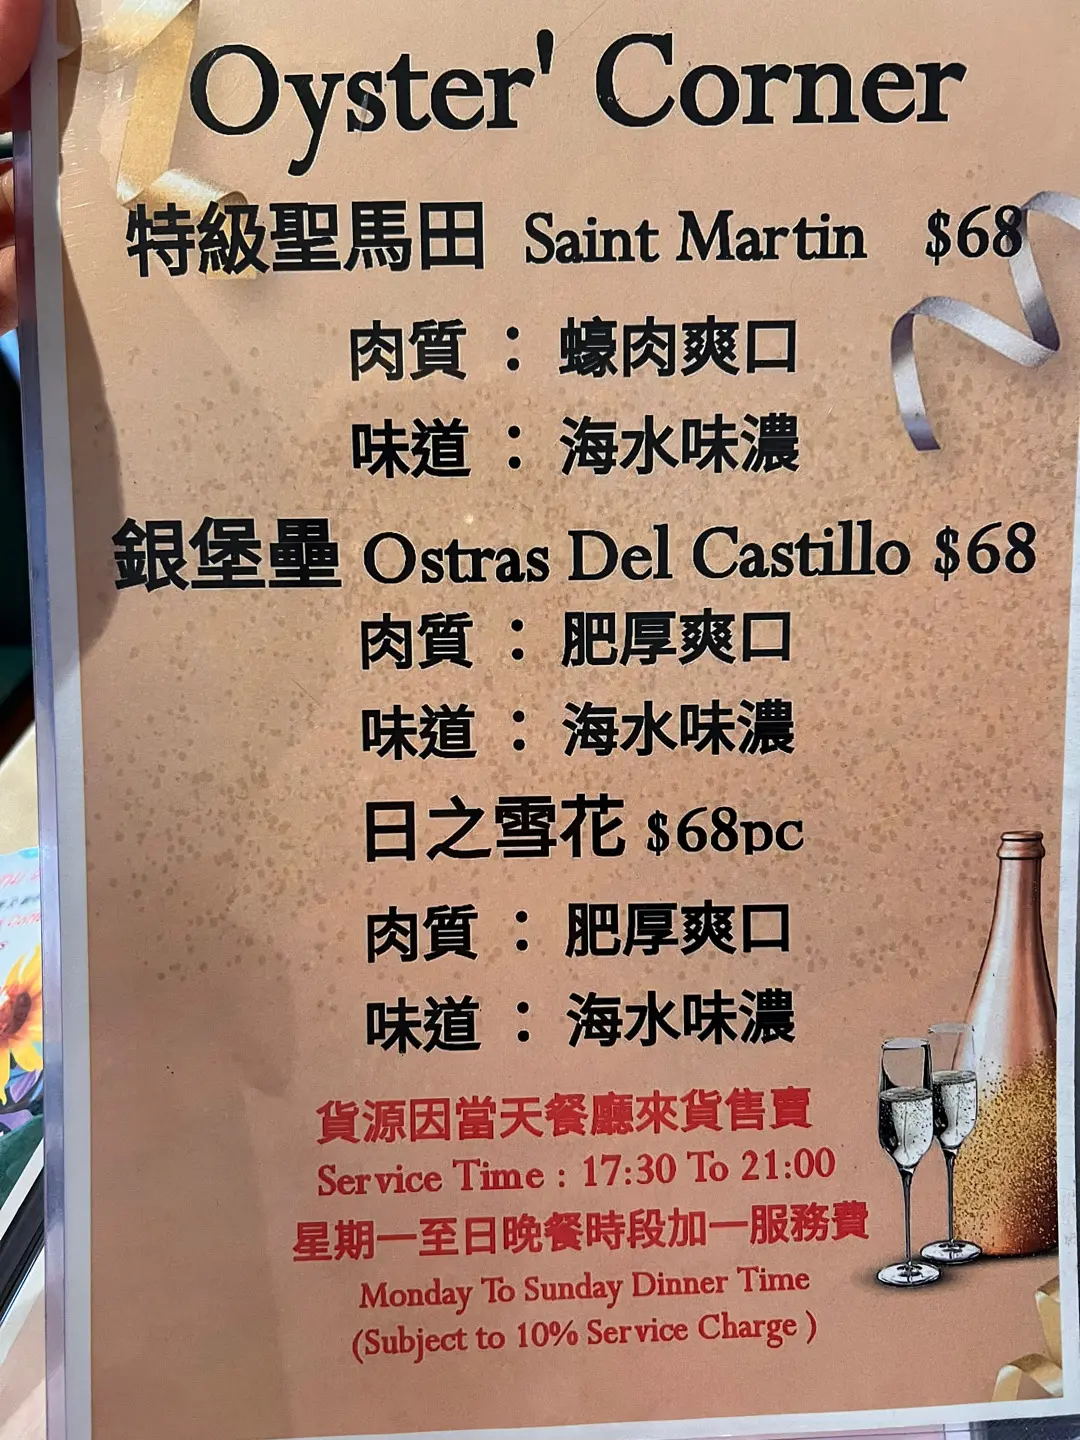 Oyster' Corner
特級聖馬田 Saint Martin $68
肉質：蠔肉爽口
味道：海水味濃
銀堡壘 Ostras Del Castillo $68
肉質：肥厚爽口
味道：海水味濃
日之雪花 $68pc
肉質：肥厚爽口
味道：海水味濃
貨源因當天餐廳來貨售賣
Service Time : 17:30 To 21:00
星期一至日晚餐時段加一服務費
Monday To Sunday Dinner Time
(Subject to 10% Service Charge )